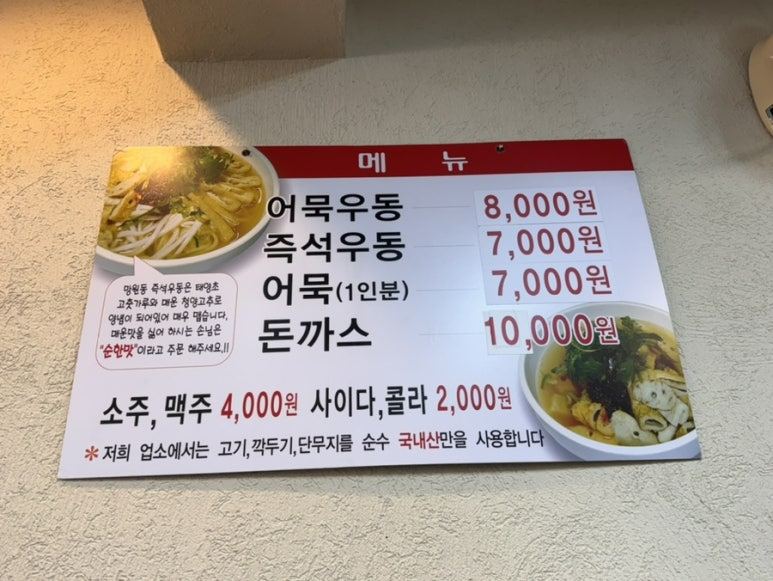 메 뉴
어묵우동 8,000원
즉석우동 7,000원
어묵(1인분) 7,000원
돈까스 10,000원
망원동 즉석우동은 태양초
고춧가루와 매운 청양고추로
양념이 되어있어 매우 맵습니다.
매운맛을 싫어 하시는 손님은
"순한맛"이라고 주문 해주세요.!!
소주, 맥주 4,000원 사이다,콜라 2,000원
*저희 업소에서는 고기,깍두기,단무지를 순수 국내산만을 사용합니다